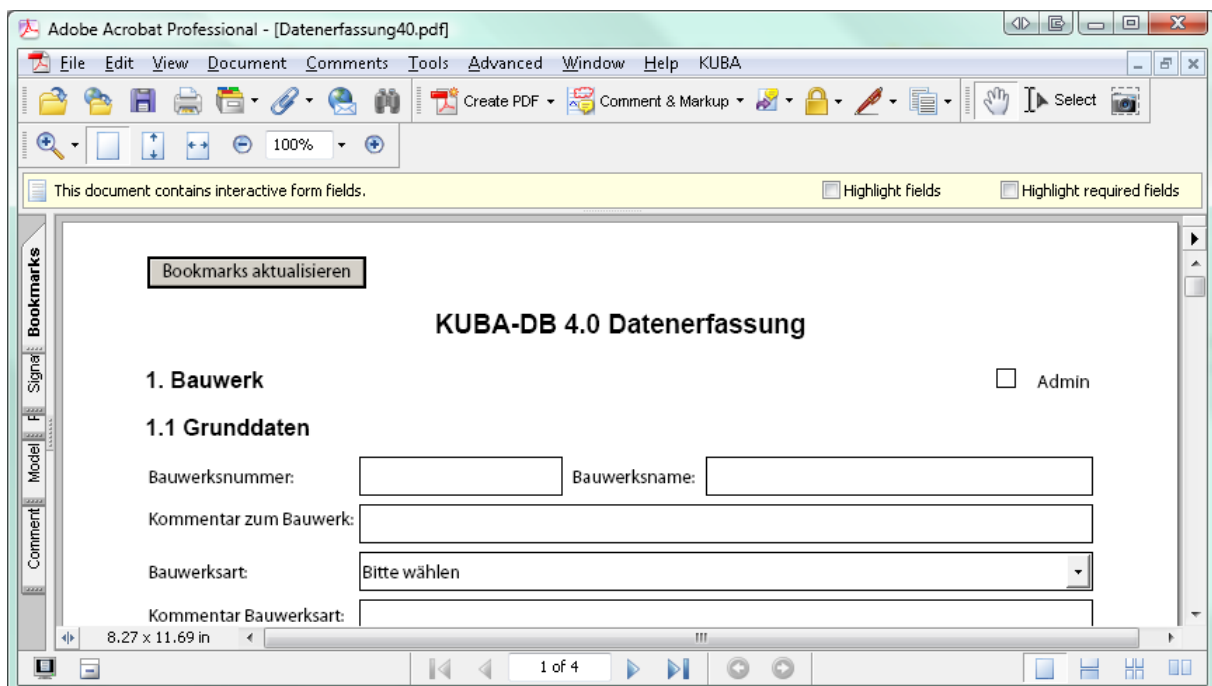 Adobe Acrobat Professional - [Datenerfassung40.pdf]
File Edit View Document Comments Tools Advanced Window Help KUBA
Create PDF Comment & Markup Select
100%
This document contains interactive form fields. Highlight fields Highlight required fields
Bookmarks
Signa
Model
Comment
Bookmarks aktualisieren
KUBA-DB 4.0 Datenerfassung
1. Bauwerk Admin
1.1 Grunddaten
Bauwerksnummer: Bauwerksname:
Kommentar zum Bauwerk:
Bauwerksart: Bitte wählen
Kommentar Bauwerksart:
8.27 x 11.69 in
1 of 4